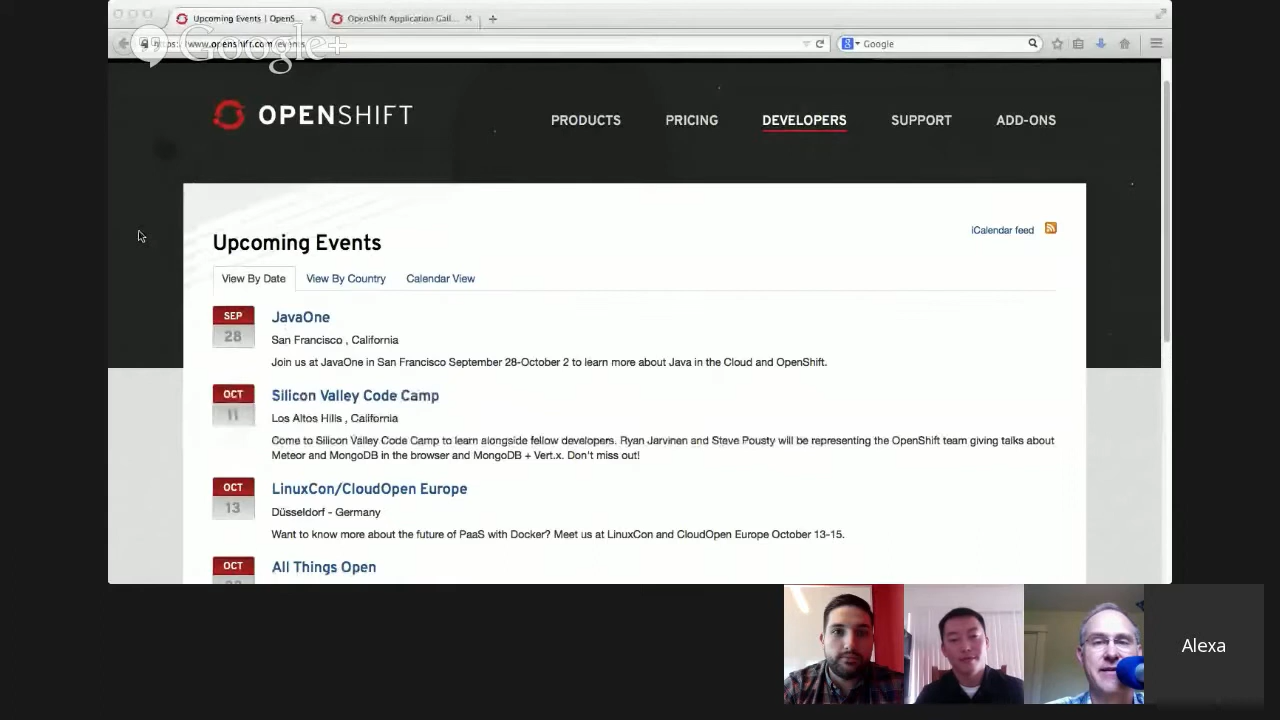 Upcoming Events | OpenS...
OpenShift Application Gall...
Google+
www.openshift.com/events
Google
OPENSHIFT
PRODUCTS
PRICING
DEVELOPERS
SUPPORT
ADD-ONS
Upcoming Events
iCalendar feed
View By Date
View By Country
Calendar View
SEP
28
JavaOne
San Francisco , California
Join us at JavaOne in San Francisco September 28-October 2 to learn more about Java in the Cloud and OpenShift.
OCT
11
Silicon Valley Code Camp
Los Altos Hills , California
Come to Silicon Valley Code Camp to learn alongside fellow developers. Ryan Jarvinen and Steve Pousty will be representing the OpenShift team giving talks about
Meteor and MongoDB in the browser and MongoDB + Vert.x. Don't miss out!
OCT
13
LinuxCon/CloudOpen Europe
Düsseldorf - Germany
Want to know more about the future of PaaS with Docker? Meet us at LinuxCon and CloudOpen Europe October 13-15.
OCT
All Things Open
Alexa